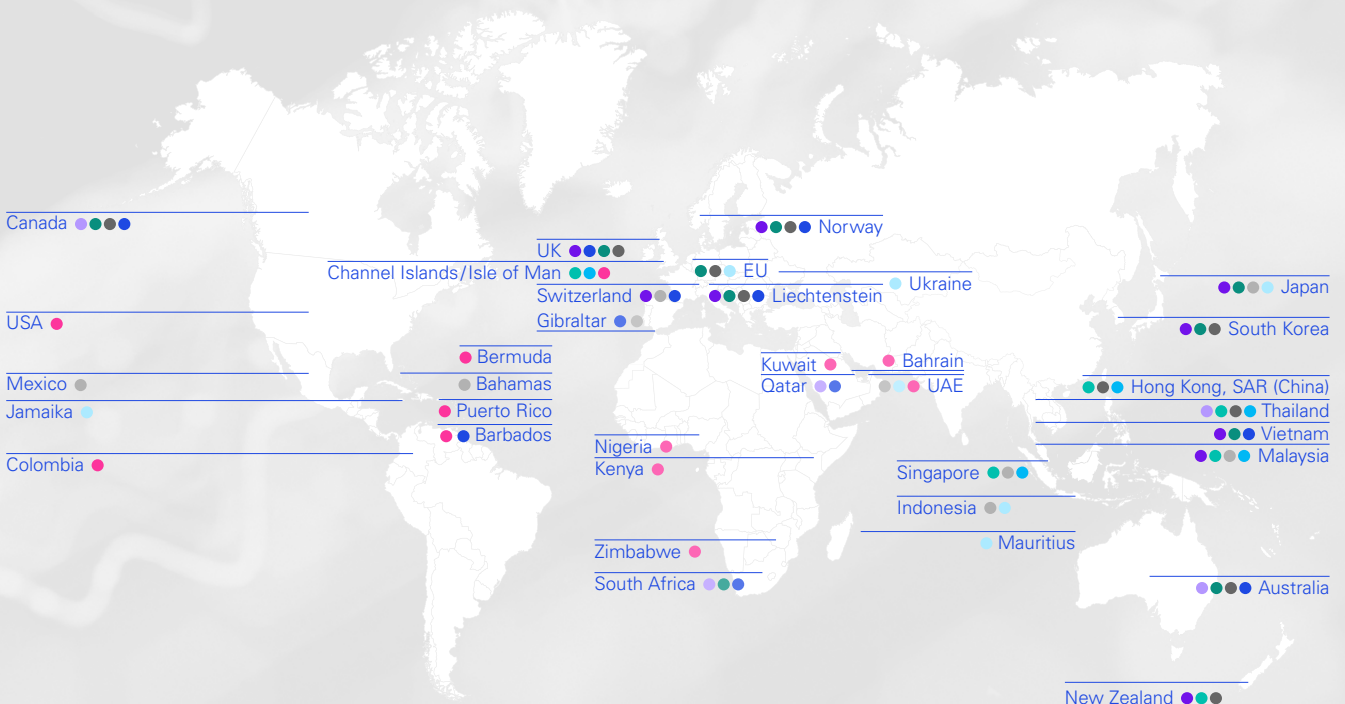 Canada
Norway
UK
Channel Islands/Isle of Man
EU
Ukraine
Switzerland
Liechtenstein
Japan
Gibraltar
USA
South Korea
Bermuda
Kuwait
Bahrain
Mexico
Bahamas
Qatar
UAE
Hong Kong, SAR (China)
Jamaika
Puerto Rico
Thailand
Barbados
Vietnam
Nigeria
Malaysia
Colombia
Kenya
Singapore
Indonesia
Mauritius
Zimbabwe
South Africa
Australia
New Zealand